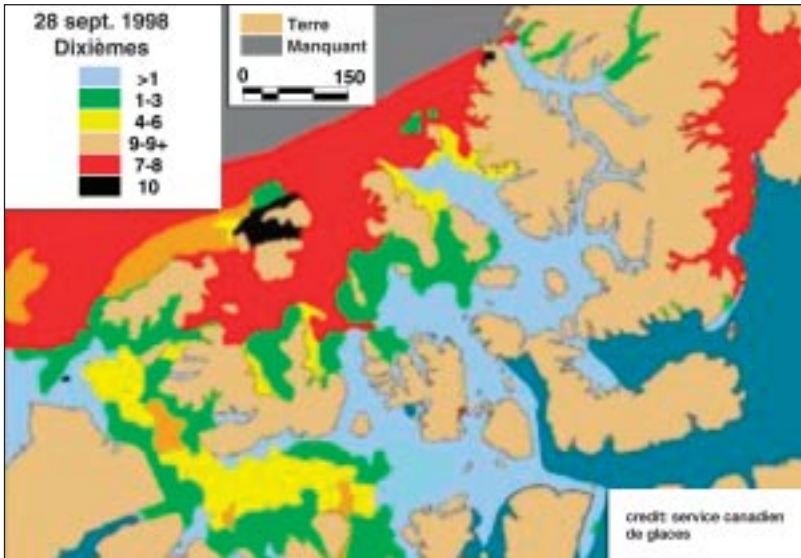 28 sept. 1998
Dixièmes
>1
1-3
4-6
9-9+
7-8
10
Terre
Manquant
0 150
credit: service canadien
de glaces